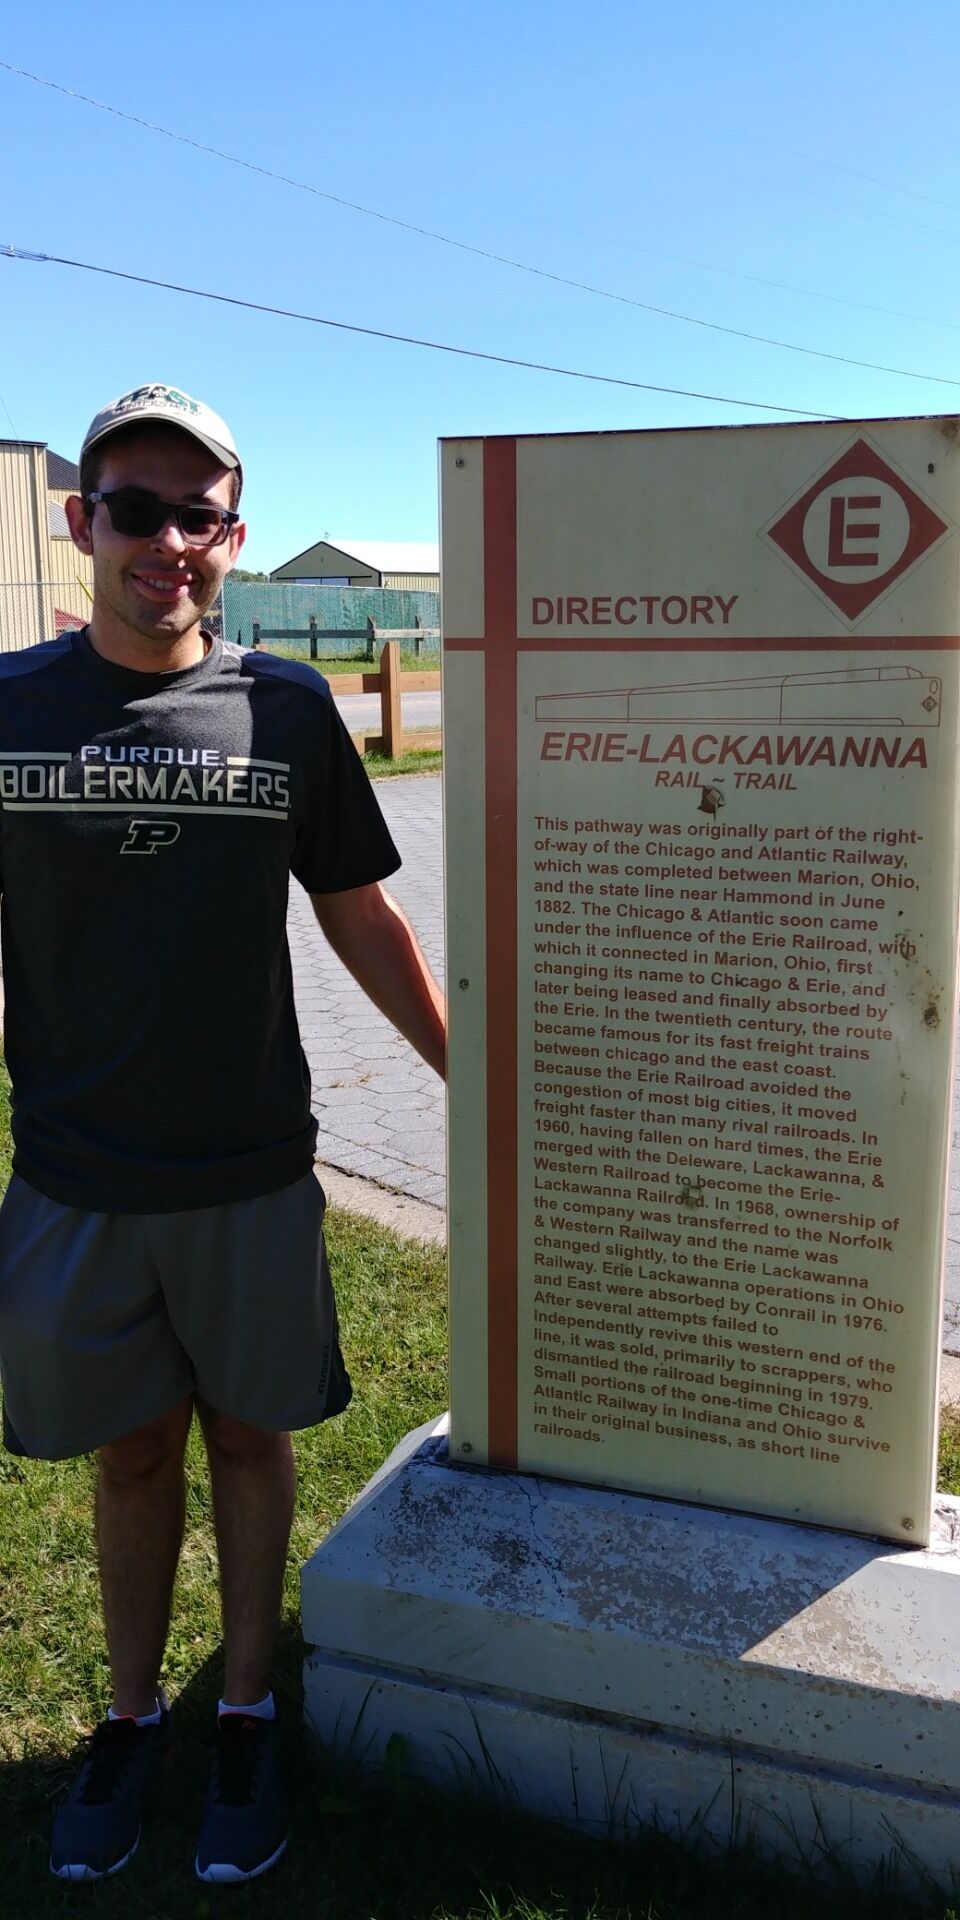 PURDUE
BOILERMAKERS
P
RUSSELL
E
DIRECTORY
ERIE-LACKAWANNA
RAIL ~ TRAIL
This pathway was originally part of the right-
of-way of the Chicago and Atlantic Railway,
which was completed between Marion, Ohio,
and the state line near Hammond in June
1882. The Chicago & Atlantic soon came
under the influence of the Erie Railroad, with
which it connected in Marion, Ohio, first
changing its name to Chicago & Erie, and
later being leased and finally absorbed by
the Erie. In the twentieth century, the route
became famous for its fast freight trains
between chicago and the east coast.
Because the Erie Railroad avoided the
congestion of most big cities, it moved
freight faster than many rival railroads. In
1960, having fallen on hard times, the Erie
merged with the Deleware, Lackawanna, &
Western Railroad to become the Erie-
Lackawanna Railroad. In 1968, ownership of
the company was transferred to the Norfolk
& Western Railway and the name was
changed slightly, to the Erie Lackawanna
Railway. Erie Lackawanna operations in Ohio
and East were absorbed by Conrail in 1976.
After several attempts failed to
independently revive this western end of the
line, it was sold, primarily to scrappers, who
dismantled the railroad beginning in 1979.
Small portions of the one-time Chicago &
Atlantic Railway in Indiana and Ohio survive
in their original business, as short line
railroads.